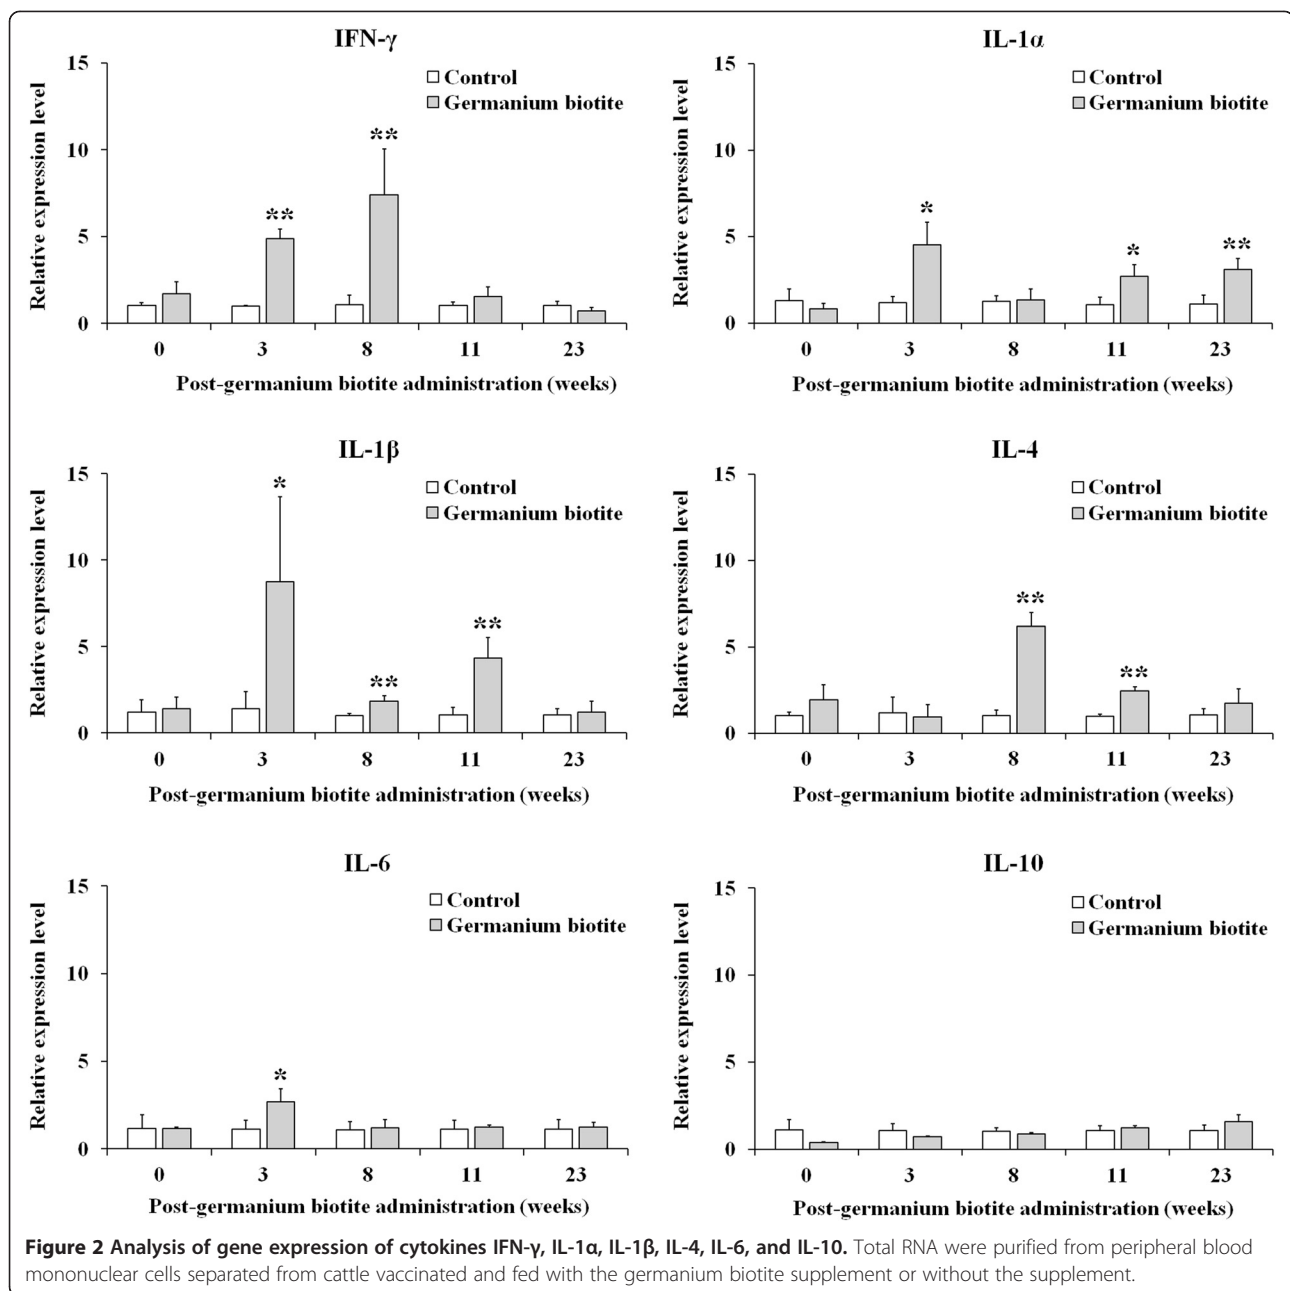 IFN-γ
Relative expression level
15
10
5
0
Control
Germanium biotite
**
**
0 3 8 11 23
Post-germanium biotite administration (weeks)
IL-1α
Relative expression level
15
10
5
0
Control
Germanium biotite
*
*
**
0 3 8 11 23
Post-germanium biotite administration (weeks)
IL-1β
Relative expression level
15
10
5
0
Control
Germanium biotite
*
**
**
0 3 8 11 23
Post-germanium biotite administration (weeks)
IL-4
Relative expression level
15
10
5
0
Control
Germanium biotite
**
**
0 3 8 11 23
Post-germanium biotite administration (weeks)
IL-6
Relative expression level
15
10
5
0
Control
Germanium biotite
*
0 3 8 11 23
Post-germanium biotite administration (weeks)
IL-10
Relative expression level
15
10
5
0
Control
Germanium biotite
0 3 8 11 23
Post-germanium biotite administration (weeks)
Figure 2 Analysis of gene expression of cytokines IFN-γ, IL-1α, IL-1β, IL-4, IL-6, and IL-10. Total RNA were purified from peripheral blood
mononuclear cells separated from cattle vaccinated and fed with the germanium biotite supplement or without the supplement.